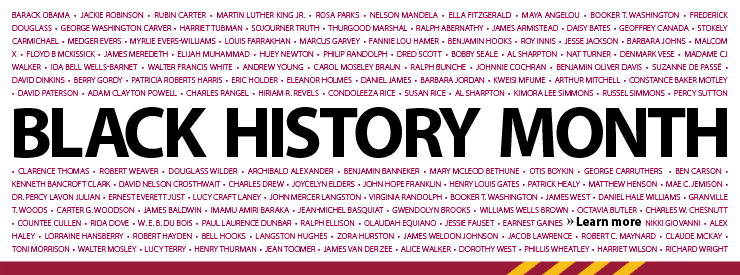 BARACK OBAMA • JACKIE ROBINSON • RUBIN CARTER • MARTIN LUTHER KING JR. • ROSA PARKS • NELSON MANDELA • ELLA FITZGERALD • MAYA ANGELOU • BOOKER T. WASHINGTON • FREDERICK
DOUGLASS • GEORGE WASHINGTON CARVER • HARRIET TUBMAN • SOJOURNER TRUTH • THURGOOD MARSHAL • RALPH ABERNATHY • JAMES ARMISTEAD • DAISY BATES • GEOFFREY CANADA • STOKELY
CARMICHAEL • MEDGER EVERS • MYRLIE EVERS-WILLIAMS • LOUIS FARRAKHAN • MARCUS GARVEY • FANNIE LOU HAMER • BENJAMIN HOOKS • ROY INNIS • JESSE JACKSON • BARBARA JOHNS • MALCOM
X • FLOYD B MCKISSICK • JAMES MEREDITH • ELIJAH MUHAMMAD • HUEY NEWTON • PHILIP RANDOLPH • DRED SCOTT • BOBBY SEALE • AL SHARPTON • NAT TURNER • DENMARK VESE • MADAME CJ
WALKER • IDA BELL WELLS-BARNET • WALTER FRANCIS WHITE • ANDREW YOUNG • CAROL MOSELEY BRAUN • RALPH BUNCHE • JOHNNIE COCHRAN • BENJAMIN OLIVER DAVIS • SUZANNE DE PASSE •
DAVID DINKINS • BERRY GORDY • PATRICIA ROBERTS HARRIS • ERIC HOLDER • ELEANOR HOLMES • DANIEL JAMES • BARBARA JORDAN • KWEISI MFUME • ARTHUR MITCHELL • CONSTANCE BAKER MOTLEY
• DAVID PATERSON • ADAM CLAYTON POWELL • CHARLES RANGEL • HIRIAM R. REVELS • CONDOLEEZA RICE • SUSAN RICE • AL SHARPTON • KIMORA LEE SIMMONS • RUSSEL SIMMONS • PERCY SUTTON
BLACK HISTORY MONTH
• CLARENCE THOMAS • ROBERT WEAVER • DOUGLASS WILDER • ARCHIBALD ALEXANDER • BENJAMIN BANNEKER • MARY MCLEOD BETHUNE • OTIS BOYKIN • GEORGE CARRUTHERS • BEN CARSON •
KENNETH BANCROFT CLARK • DAVID NELSON CROSTHWAIT • CHARLES DREW • JOYCELYN ELDERS • JOHN HOPE FRANKLIN • HENRY LOUIS GATES • PATRICK HEALY • MATTHEW HENSON • MAE C. JEMISON •
DR. PERCY LAVON JULIAN • ERNEST EVERETT JUST • LUCY CRAFT LANEY • JOHN MERCER LANGSTON • VIRGINIA RANDOLPH • BOOKER T. WASHINGTON • JAMES WEST • DANIEL HALE WILLIAMS • GRANVILLE
T. WOODS • CARTER G. WOODSON • JAMES BALDWIN • IMAMU AMIRI BARAKA • JEAN-MICHEL BASQUIAT • GWENDOLYN BROOKS • WILLIAMS WELLS BROWN • OCTAVIA BUTLER • CHARLES W. CHESNUTT
• COUNTEE CULLEN • RIDA DOVE • W. E. B. DU BOIS • PAUL LAURENCE DUNBAR • RALPH ELLISON • OLAUDAH EQUIANO • JESSIE FAUSET • EARNEST GAINES » Learn more NIKKI GIOVANNI • ALEX
HALEY • LORRAINE HANSBERRY • ROBERT HAYDEN • BELL HOOKS • LANGSTON HUGHES • ZORA HURSTON • JAMES WELDON JOHNSON • JACOB LAWRENCE • ROBERT C. MAYNARD • CLAUDE MCKAY •
TONI MORRISON • WALTER MOSLEY • LUCY TERRY • HENRY THURMAN • JEAN TOOMER • JAMES VAN DER ZEE • ALICE WALKER • DOROTHY WEST • PHILLIS WHEATLEY • HARRIET WILSON • RICHARD WRIGHT